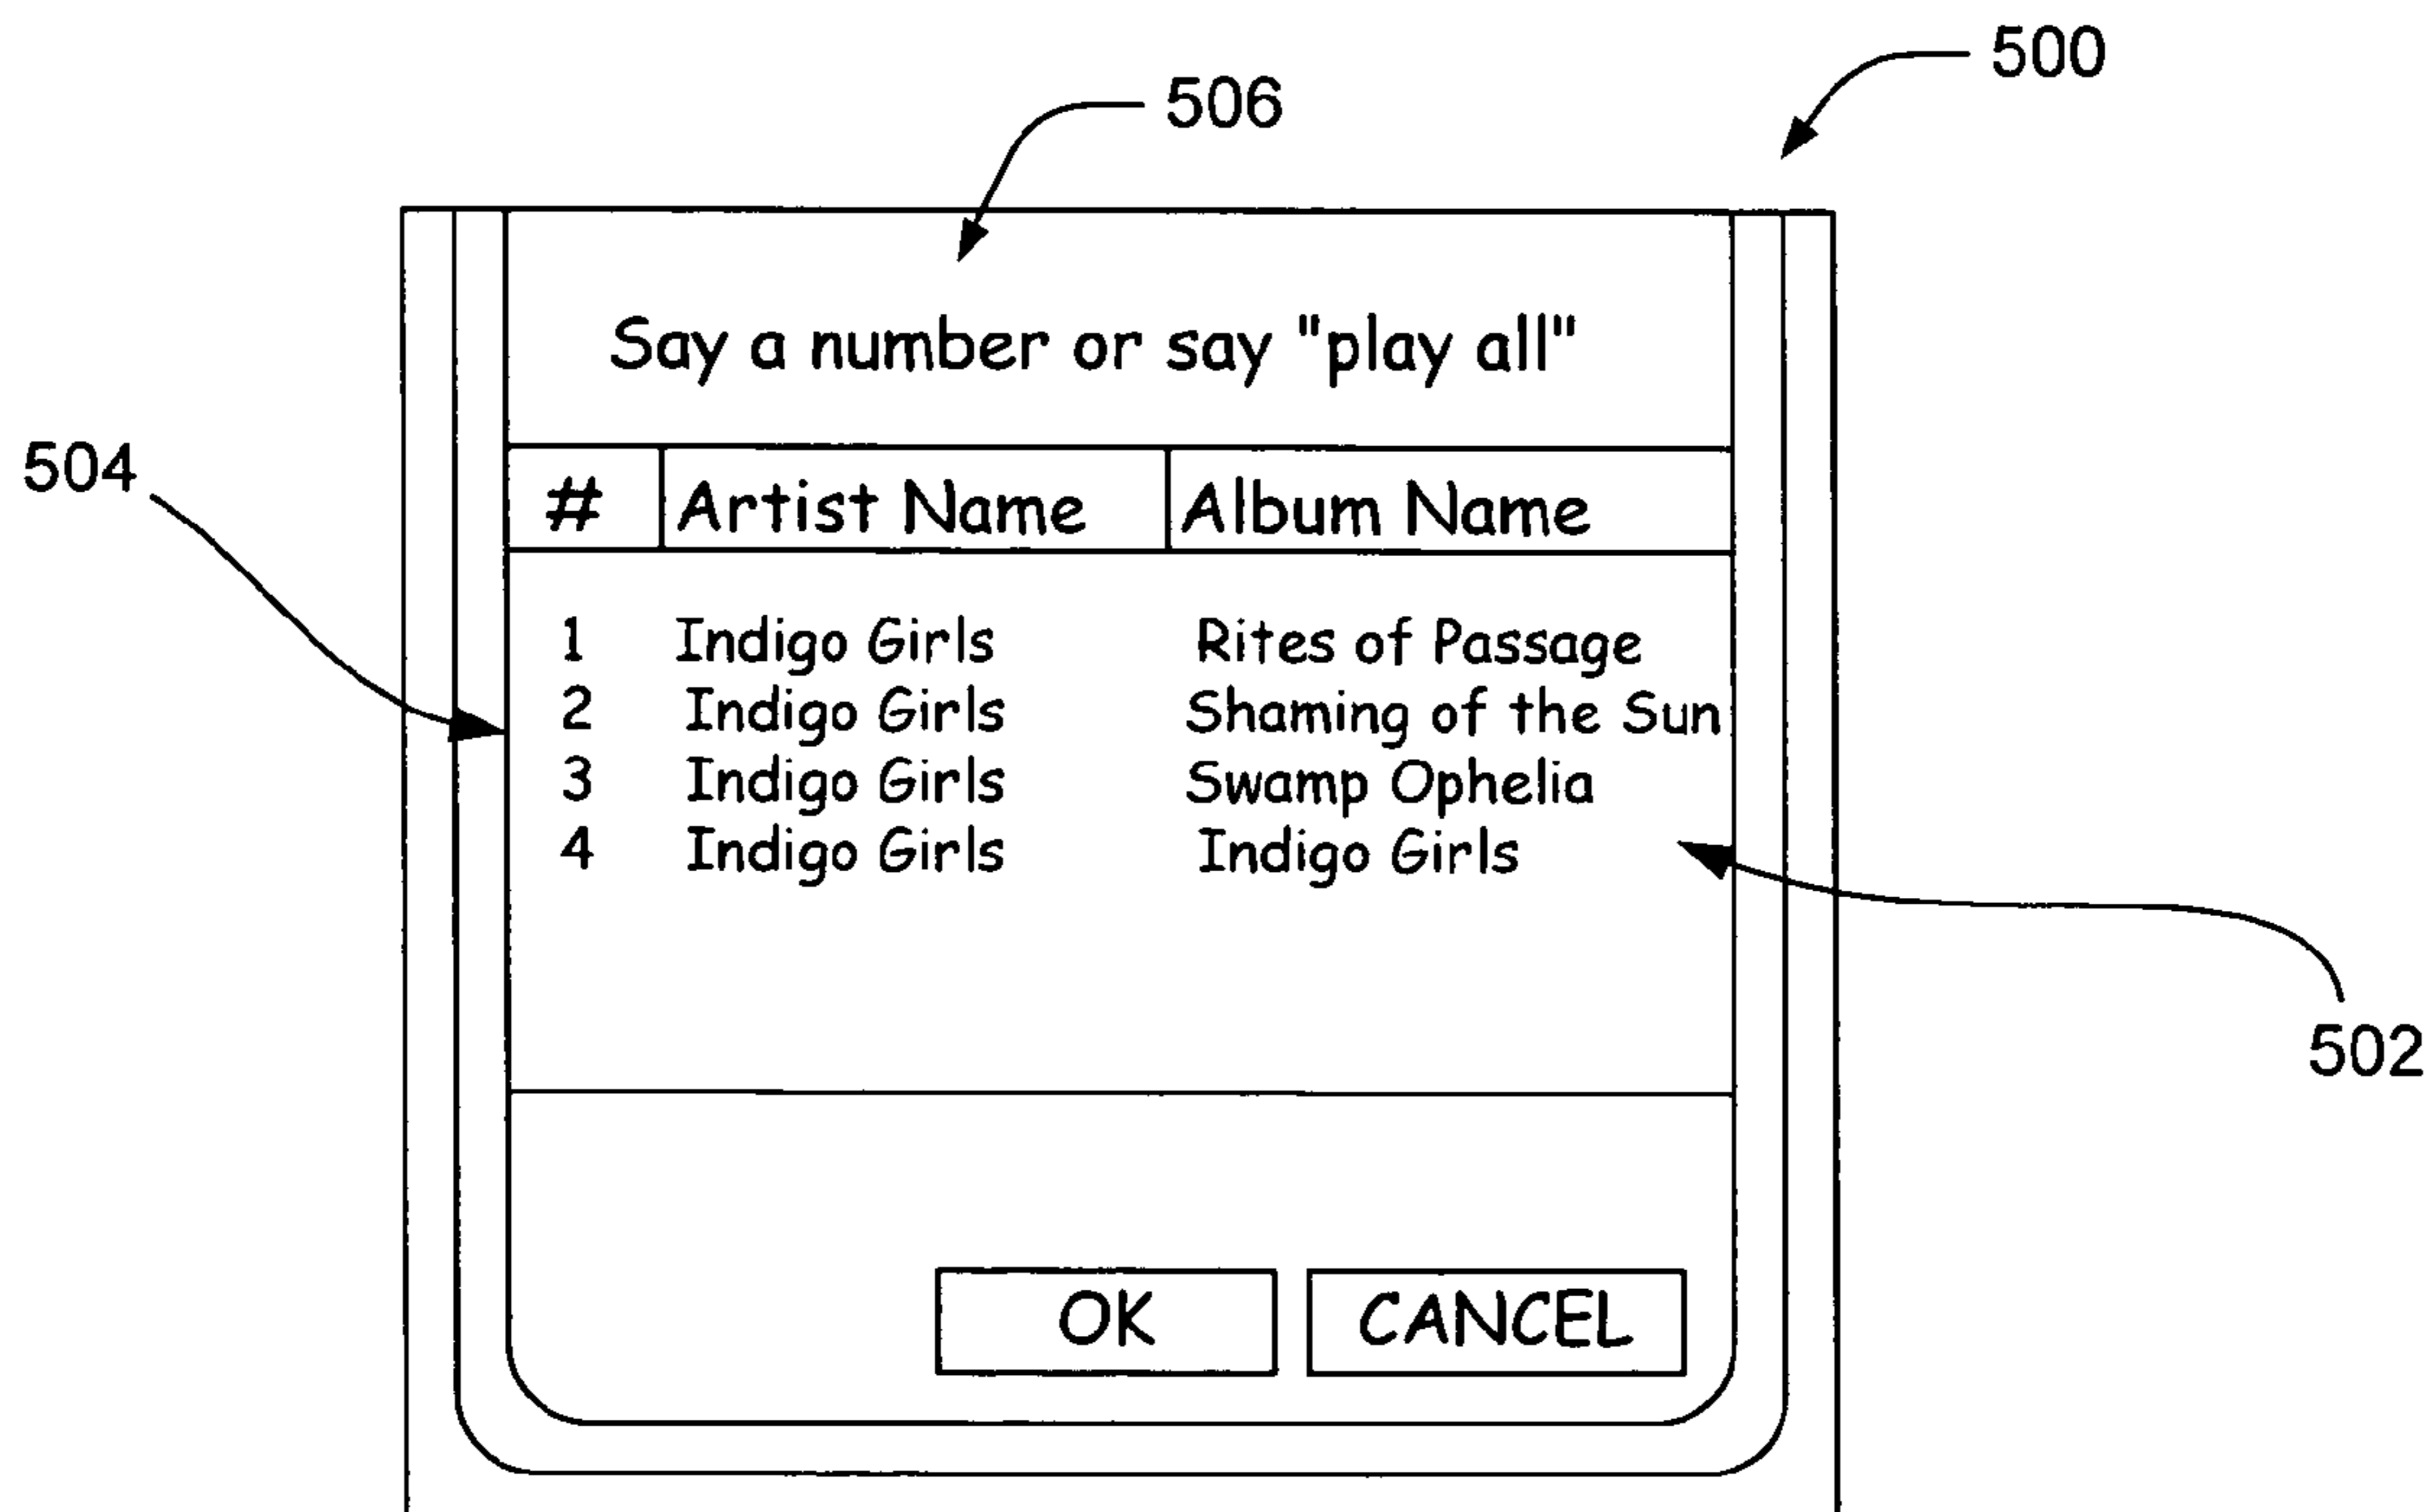 500
506
Say a number or say "play all"
504
# Artist Name Album Name
1 Indigo Girls Rites of Passage
2 Indigo Girls Shaming of the Sun
3 Indigo Girls Swamp Ophelia
4 Indigo Girls Indigo Girls
502
OK CANCEL